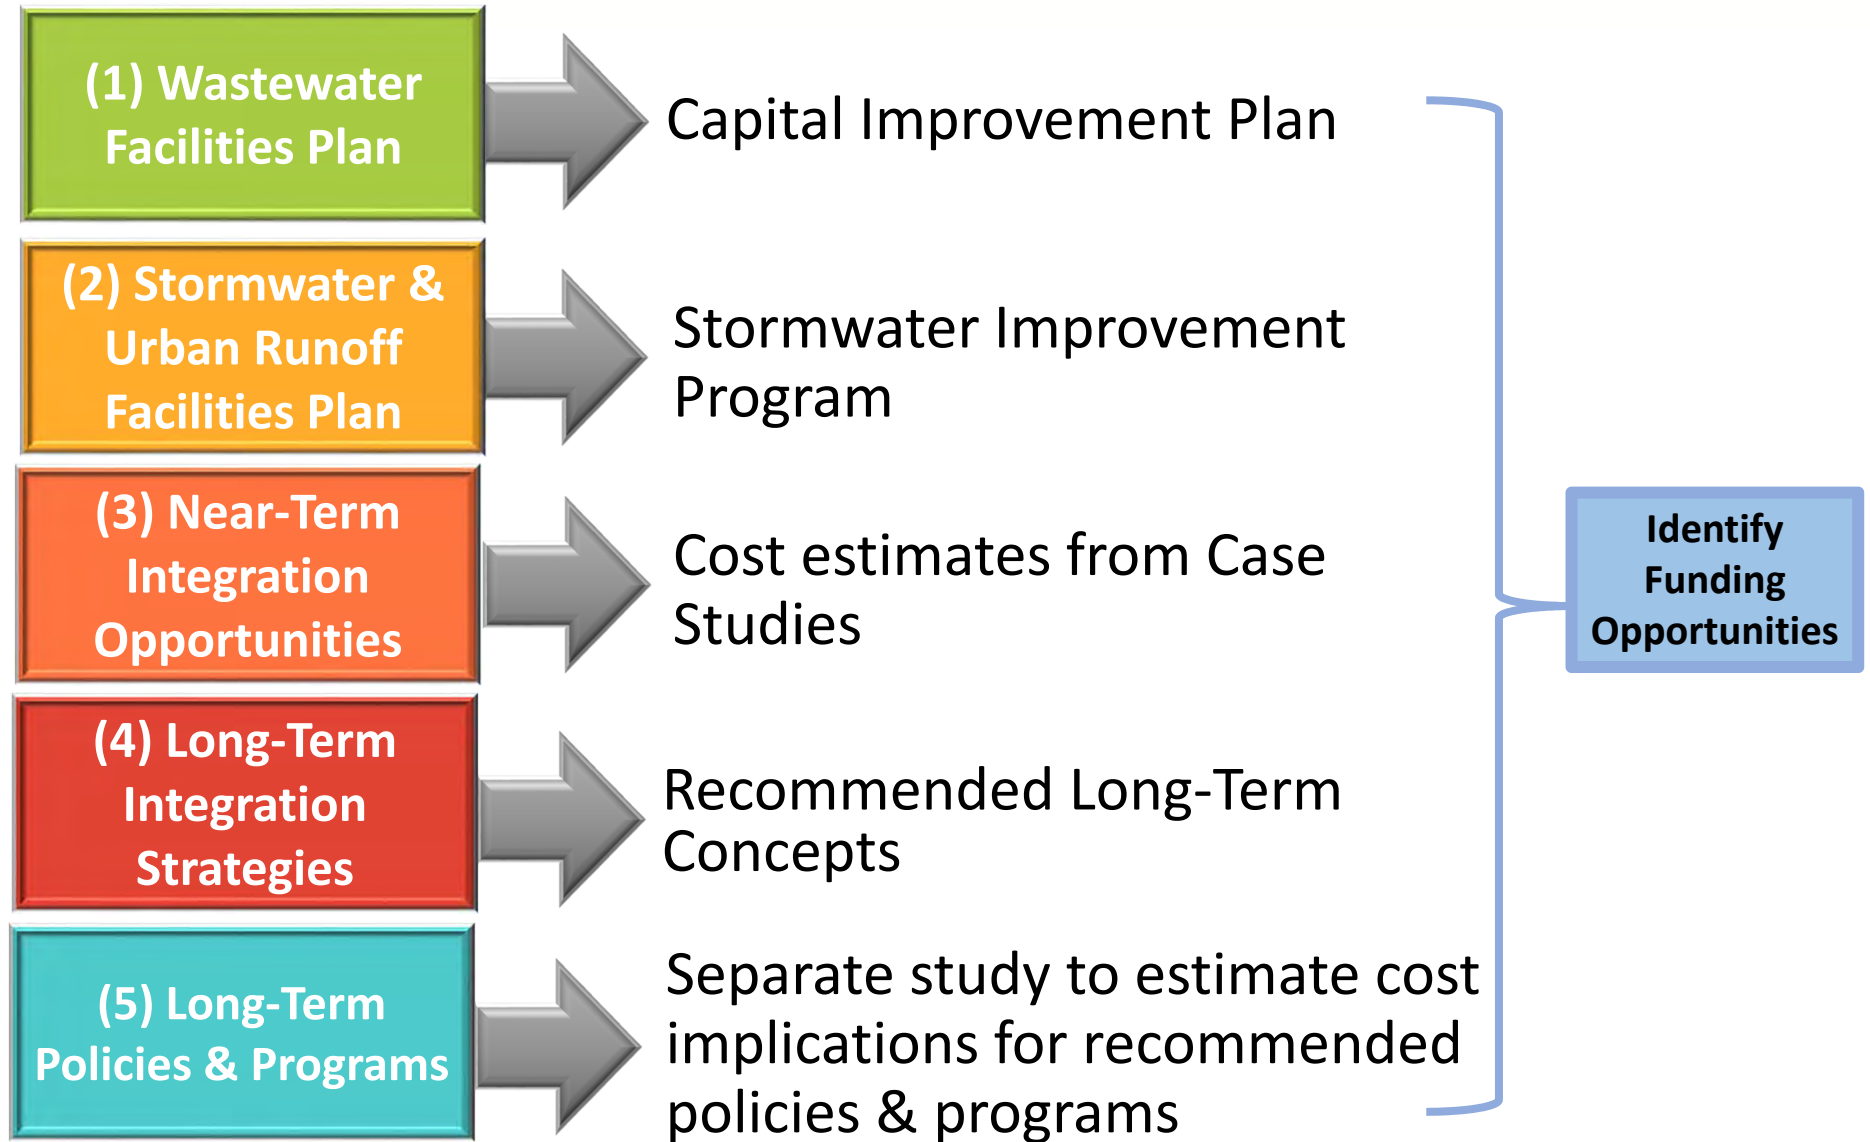 (1) Wastewater
Facilities Plan
Capital Improvement Plan
(2) Stormwater &
Urban Runoff
Facilities Plan
Stormwater Improvement
Program
(3) Near-Term
Integration
Opportunities
Cost estimates from Case
Studies
(4) Long-Term
Integration
Strategies
Recommended Long-Term
Concepts
(5) Long-Term
Policies & Programs
Separate study to estimate cost
implications for recommended
policies & programs
Identify
Funding
Opportunities